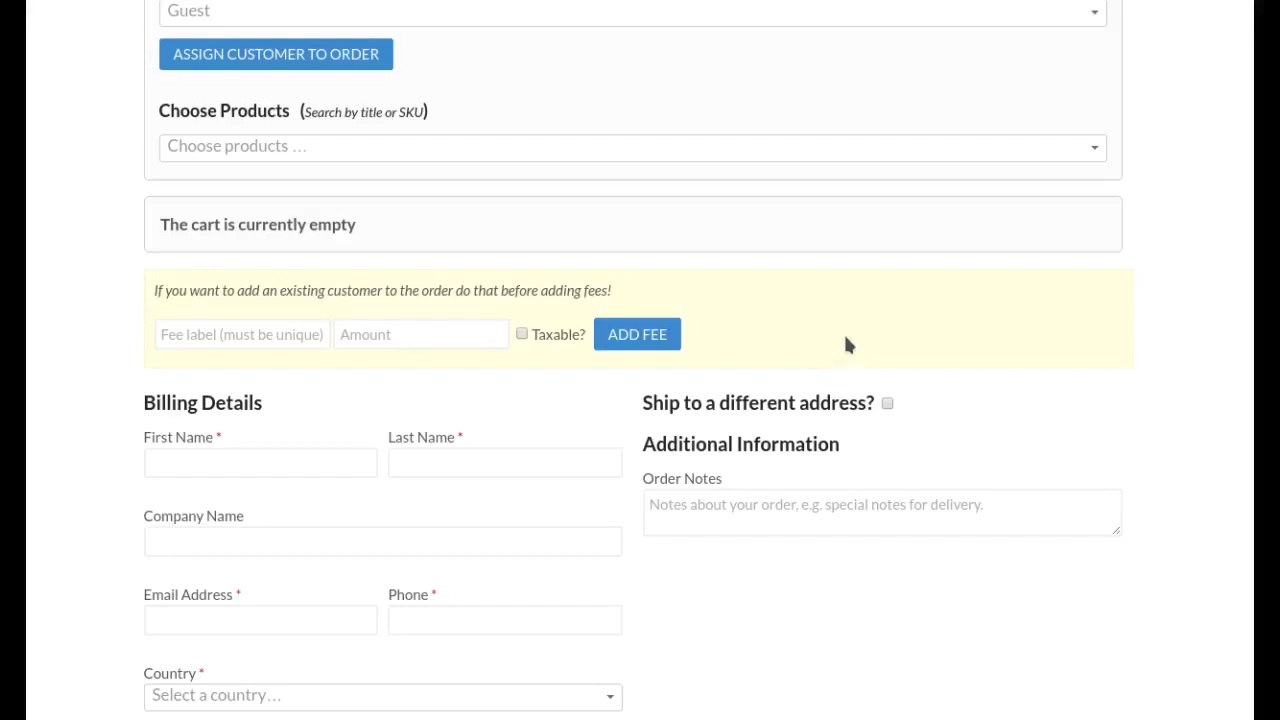 Guest
ASSIGN CUSTOMER TO ORDER
Choose Products (Search by title or SKU)
Choose products ...
The cart is currently empty
If you want to add an existing customer to the order do that before adding fees!
Fee label (must be unique) Amount Taxable? ADD FEE
Billing Details
First Name * Last Name *
Company Name
Email Address * Phone *
Country *
Select a country...
Ship to a different address?
Additional Information
Order Notes
Notes about your order, e.g. special notes for delivery.